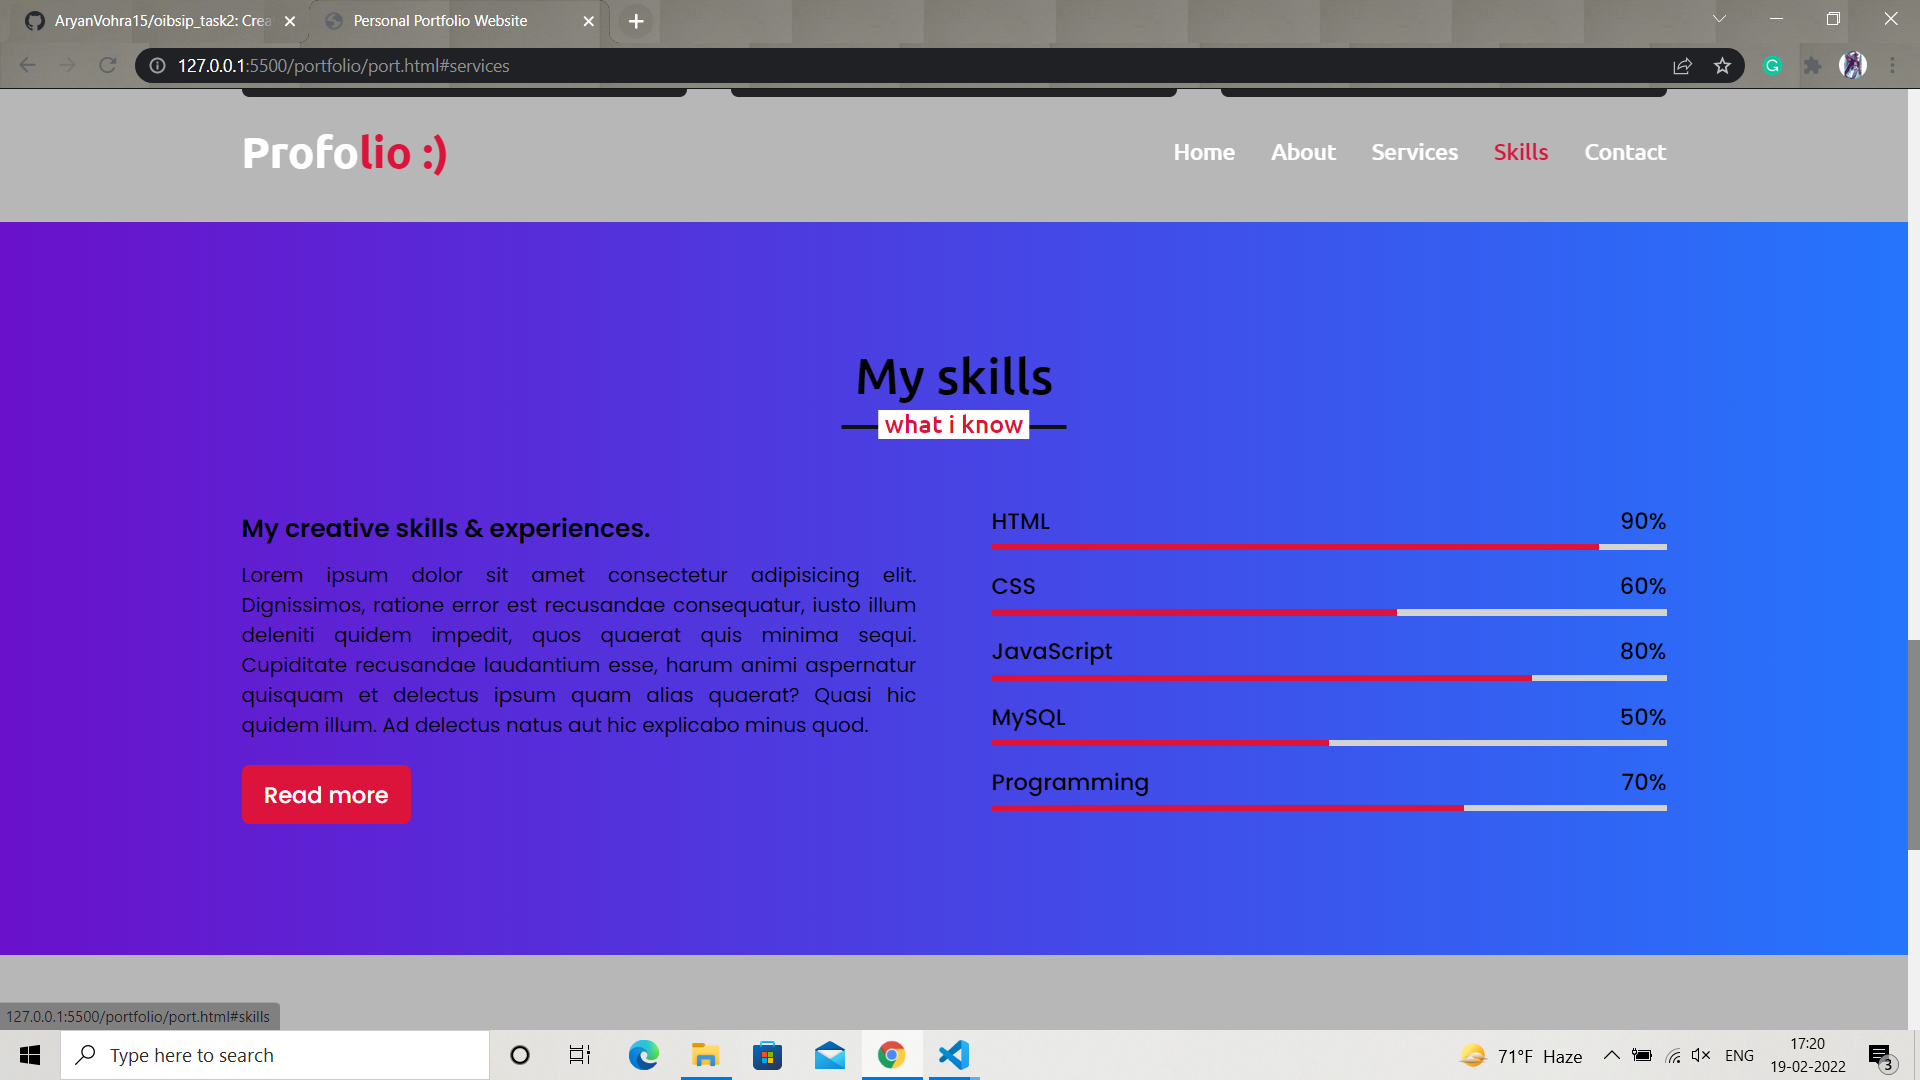 AryanVohra15/oibsip_task2: Crea
Personal Portfolio Website
127.0.0.1:5500/portfolio/port.html#services
Profolio :)
Home About Services Skills Contact
My skills
what i know
My creative skills & experiences.
Lorem ipsum dolor sit amet consectetur adipisicing elit.
Dignissimos, ratione error est recusandae consequatur, iusto illum
deleniti quidem impedit, quos quaerat quis minima sequi.
Cupiditate recusandae laudantium esse, harum animi aspernatur
quisquam et delectus ipsum quam alias quaerat? Quasi hic
quidem illum. Ad delectus natus aut hic explicabo minus quod.
Read more
HTML 90%
CSS 60%
JavaScript 80%
MySQL 50%
Programming 70%
127.0.0.1:5500/portfolio/port.html#skills
Type here to search
71°F Haze
ENG
17:20
19-02-2022
3